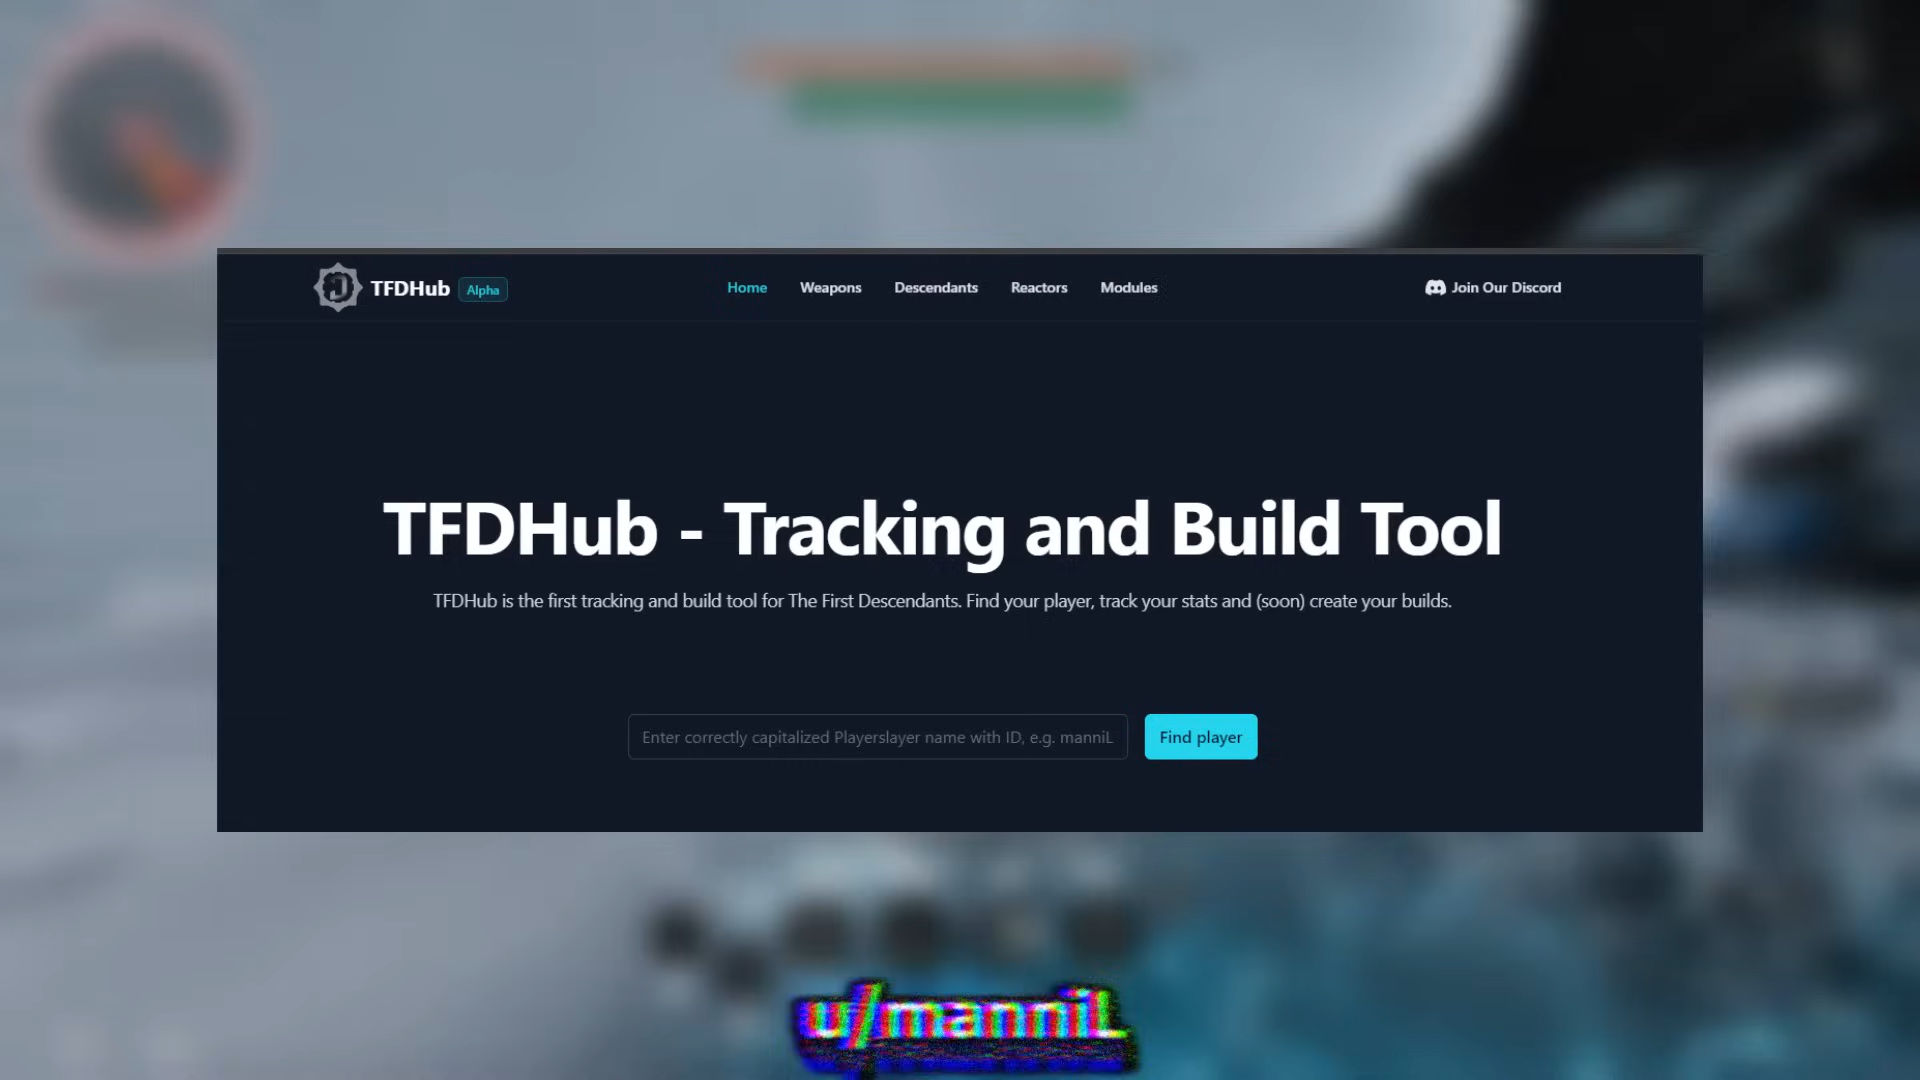 TFDHub Alpha Home Weapons Descendants Reactors Modules Join Our Discord
TFDHub - Tracking and Build Tool
TFDHub is the first tracking and build tool for The First Descendants. Find your player, track your stats and (soon) create your builds.
Enter correctly capitalized Playerslayer name with ID, e.g. manniL Find player
u/manniL